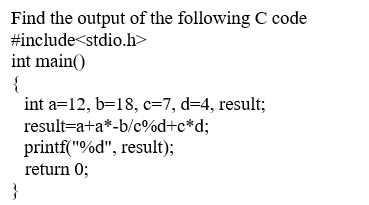 Find the output of the following C code
#include<stdio.h>
int main()
{
int a=12, b=18, c=7, d=4, result;
result=a+a*-b/c%d+c*d;
printf("%d", result);
return 0;
}